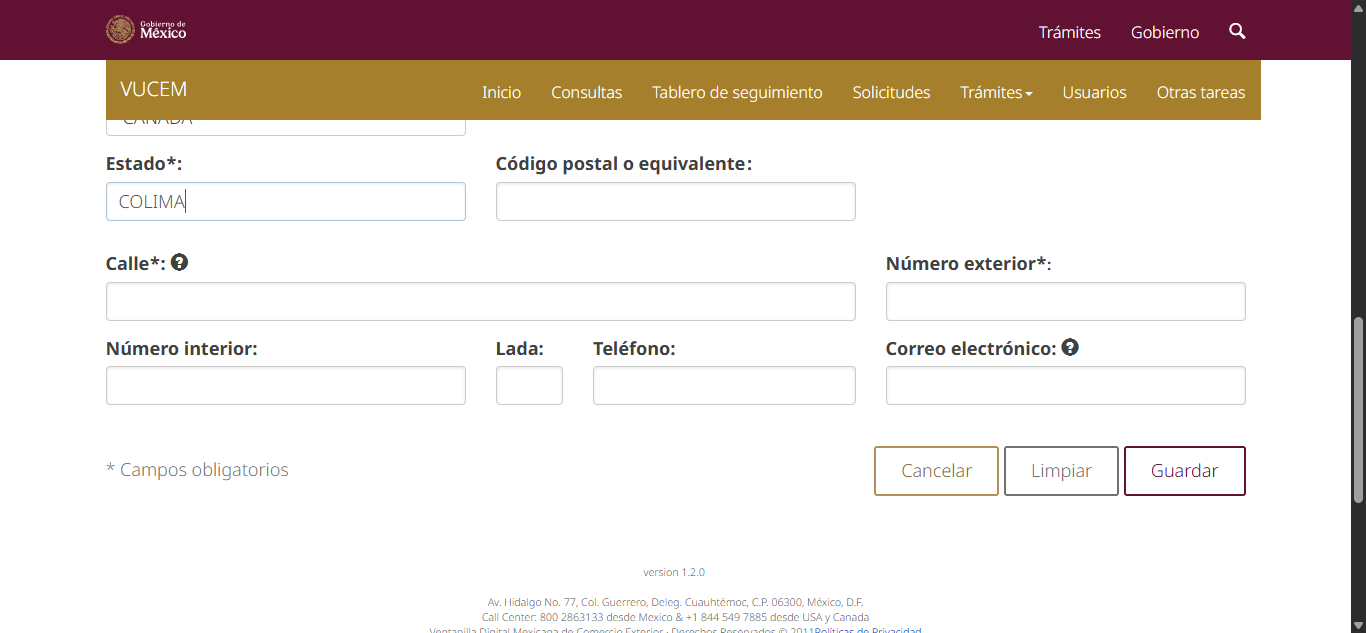 Gobierno de
México
Trámites Gobierno
VUCEM
Inicio Consultas Tablero de seguimiento Solicitudes Trámites Usuarios Otras tareas
CANADA
Estado*: Código postal o equivalente:
COLIMA
Calle*: Número exterior*:
Número interior: Lada: Teléfono: Correo electrónico:
* Campos obligatorios
Cancelar Limpiar Guardar
version 1.2.0
Av. Hidalgo No. 77, Col. Guerrero, Deleg. Cuauhtémoc, C.P. 06300, México, D.F.
Call Center: 800 2863133 desde Mexico & +1 844 549 7885 desde USA y Canada
Ventanilla Digital Mexicana de Comercio Exterior · Derechos Reservados © 2011Políticas de Privacidad